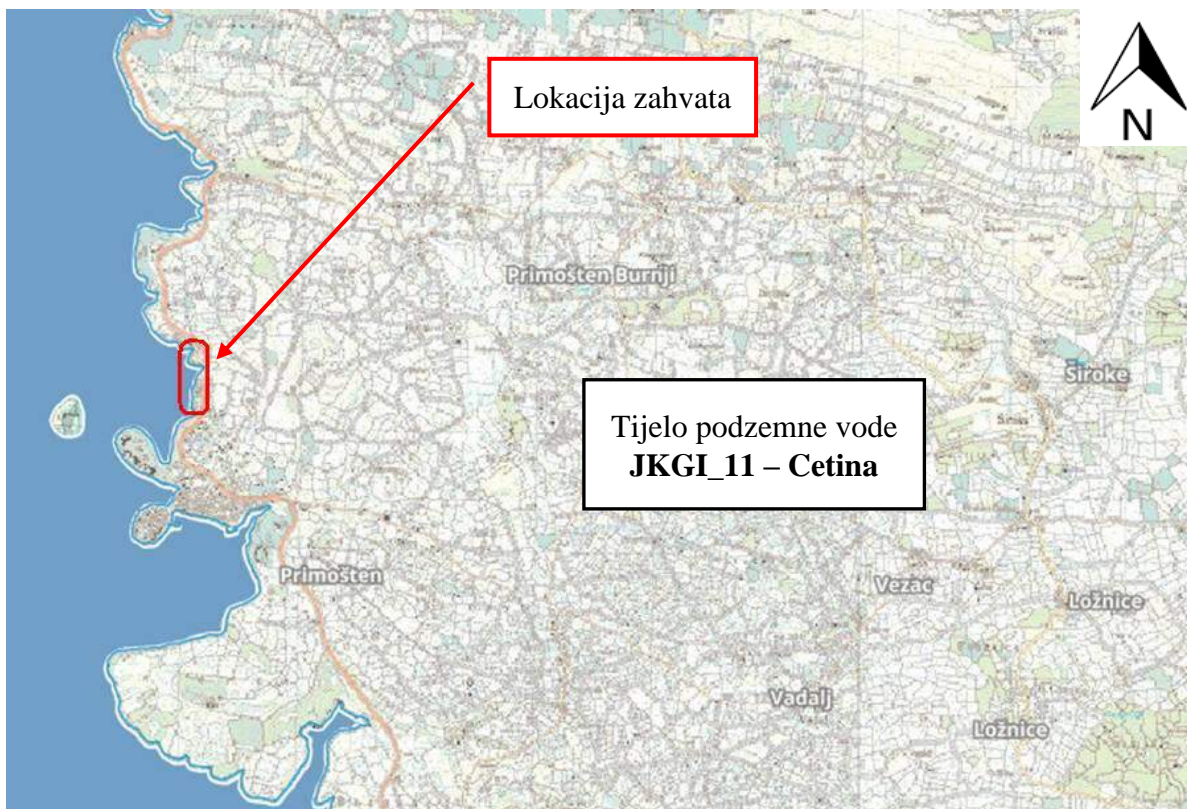 Lokacija zahvata
N
Primošten Burnji
Široke
Tijelo podzemne vode
JKGI_11 – Cetina
Primošten
Vezac
Ložnice
Vadalj
Ložnice